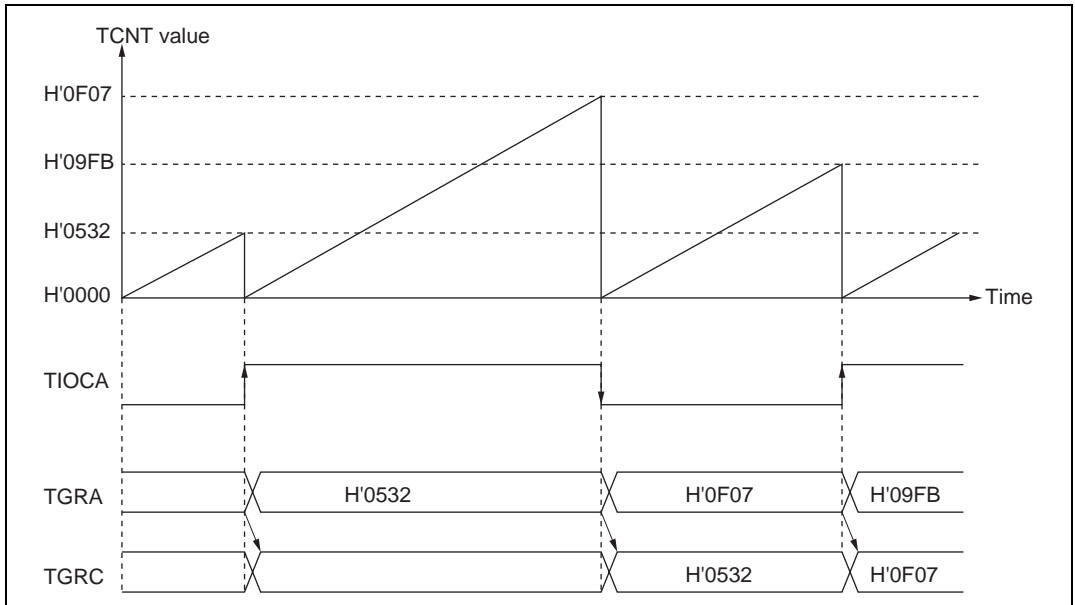 TCNT value
H'0F07
H'09FB
H'0532
H'0000
Time
TIOCA
TGRA
H'0532
H'0F07
H'09FB
TGRC
H'0532
H'0F07